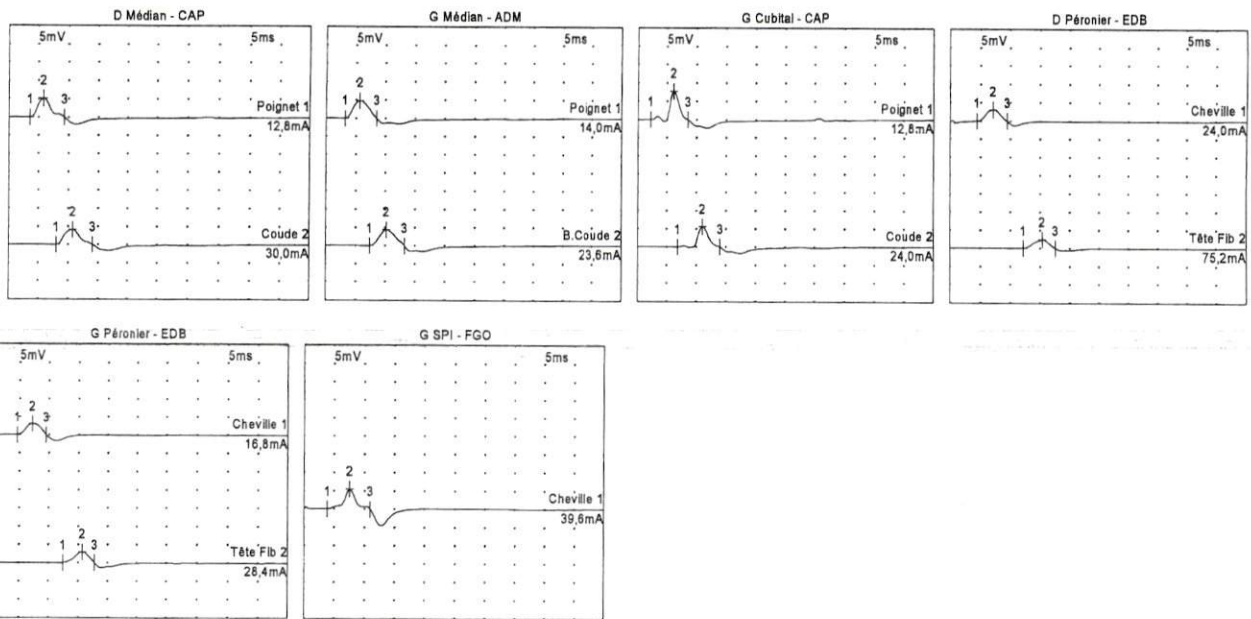 D Médian - CAP
5mV 5ms
1 2 3
Poignet 1
12,8mA
1 2 3
Coude 2
30,0mA
G Médian - ADM
5mV 5ms
1 2 3
Poignet 1
14,0mA
1 2 3
B.Coude 2
23,6mA
G Cubital - CAP
5mV 5ms
1 2 3
Poignet 1
12,8mA
1 2 3
Coude 2
24,0mA
D Péronier - EDB
5mV 5ms
1 2 3
Cheville 1
24,0mA
1 2 3
Tête Fib 2
75,2mA
G Péronier - EDB
5mV 5ms
1 2 3
Cheville 1
16,8mA
1 2 3
Tête Fib 2
28,4mA
G SPI - FGO
5mV 5ms
1 2 3
Cheville 1
39,6mA